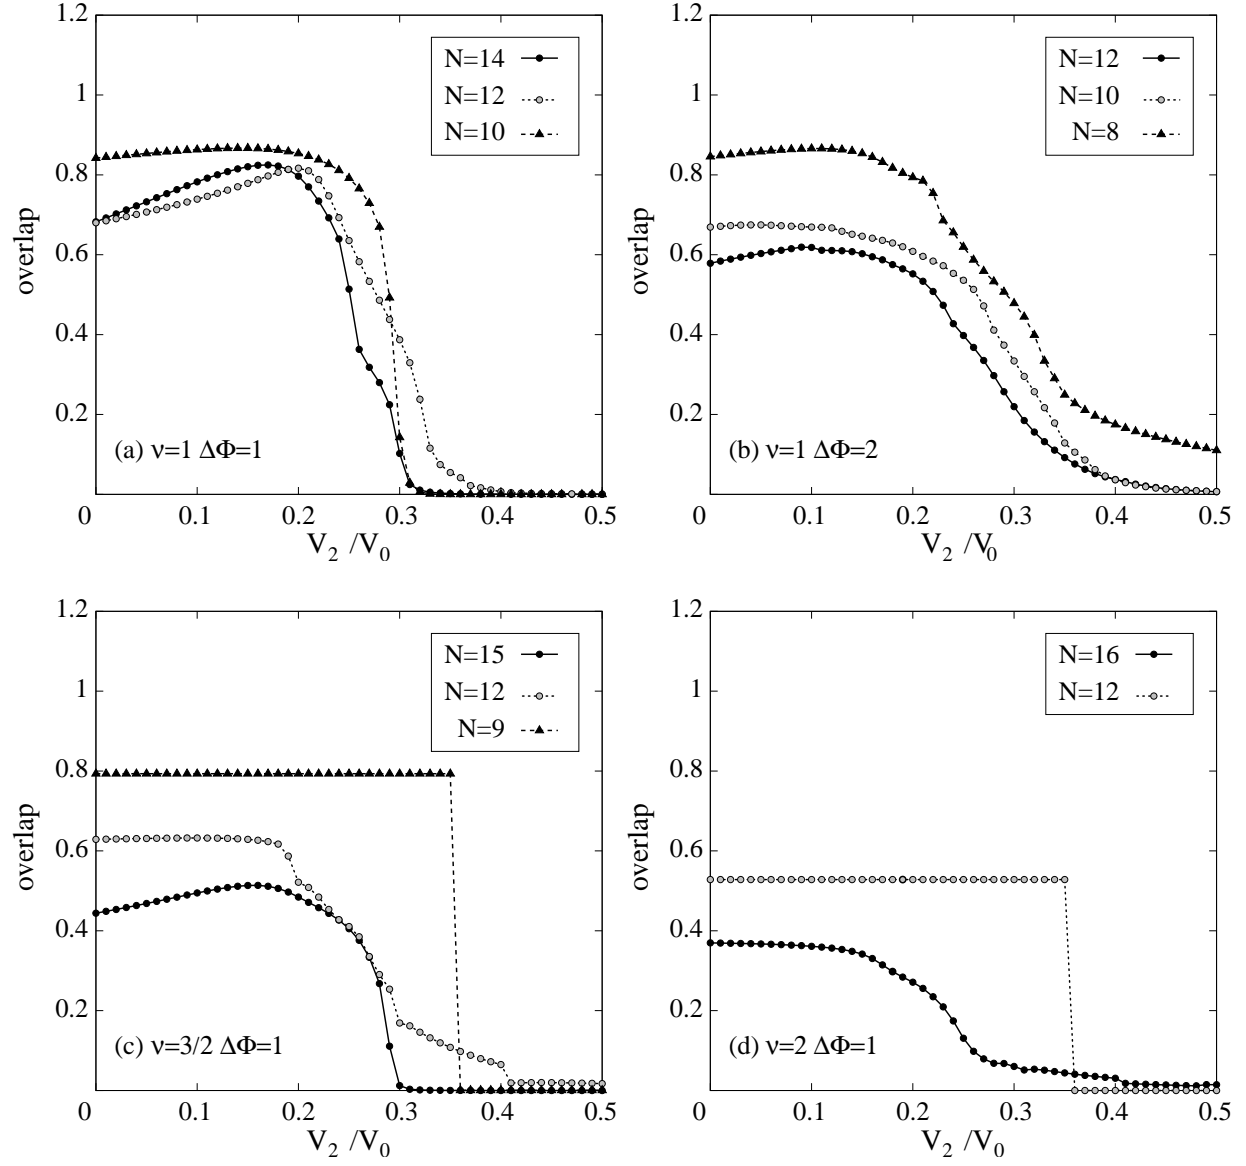 1.2
1
0.8
0.6
0.4
0.2
overlap
N=14
N=12
N=10
(a) ν=1 ΔΦ=1
0 0.1 0.2 0.3 0.4 0.5
V2 /V0
1.2
1
0.8
0.6
0.4
0.2
overlap
N=12
N=10
N=8
(b) ν=1 ΔΦ=2
0 0.1 0.2 0.3 0.4 0.5
V2 /V0
1.2
1
0.8
0.6
0.4
0.2
overlap
N=15
N=12
N=9
(c) ν=3/2 ΔΦ=1
0 0.1 0.2 0.3 0.4 0.5
V2 /V0
1.2
1
0.8
0.6
0.4
0.2
overlap
N=16
N=12
(d) ν=2 ΔΦ=1
0 0.1 0.2 0.3 0.4 0.5
V2 /V0